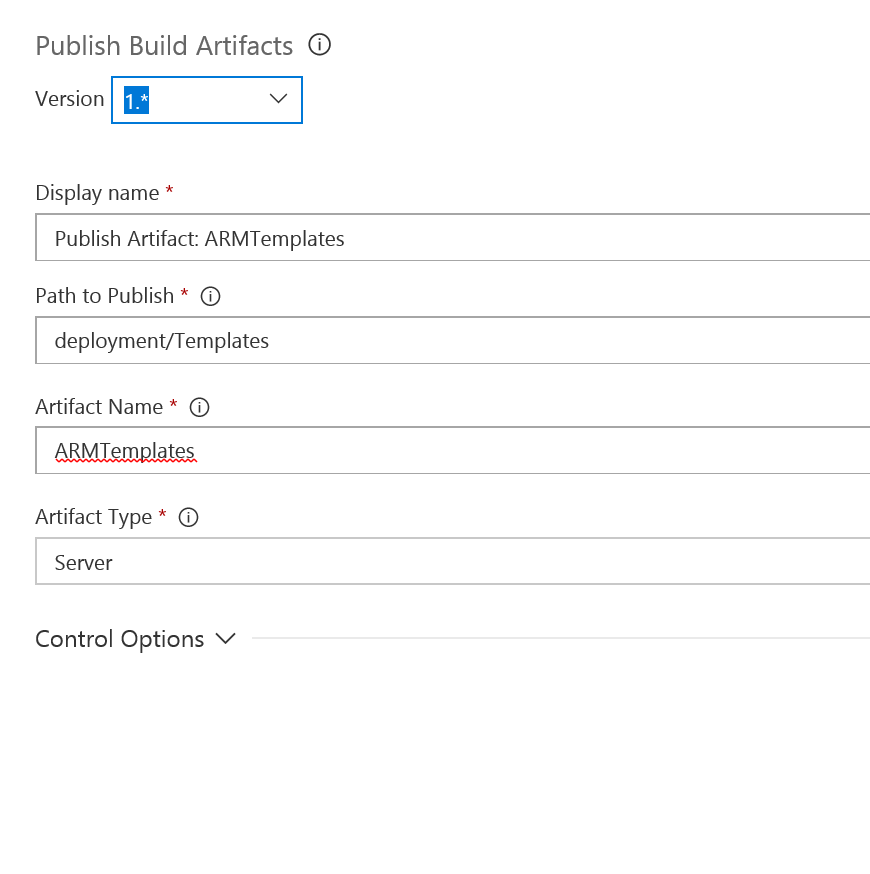 Publish Build Artifacts
Version 1.*
Display name *
Publish Artifact: ARMTemplates
Path to Publish *
deployment/Templates
Artifact Name *
ARMTemplates
Artifact Type *
Server
Control Options